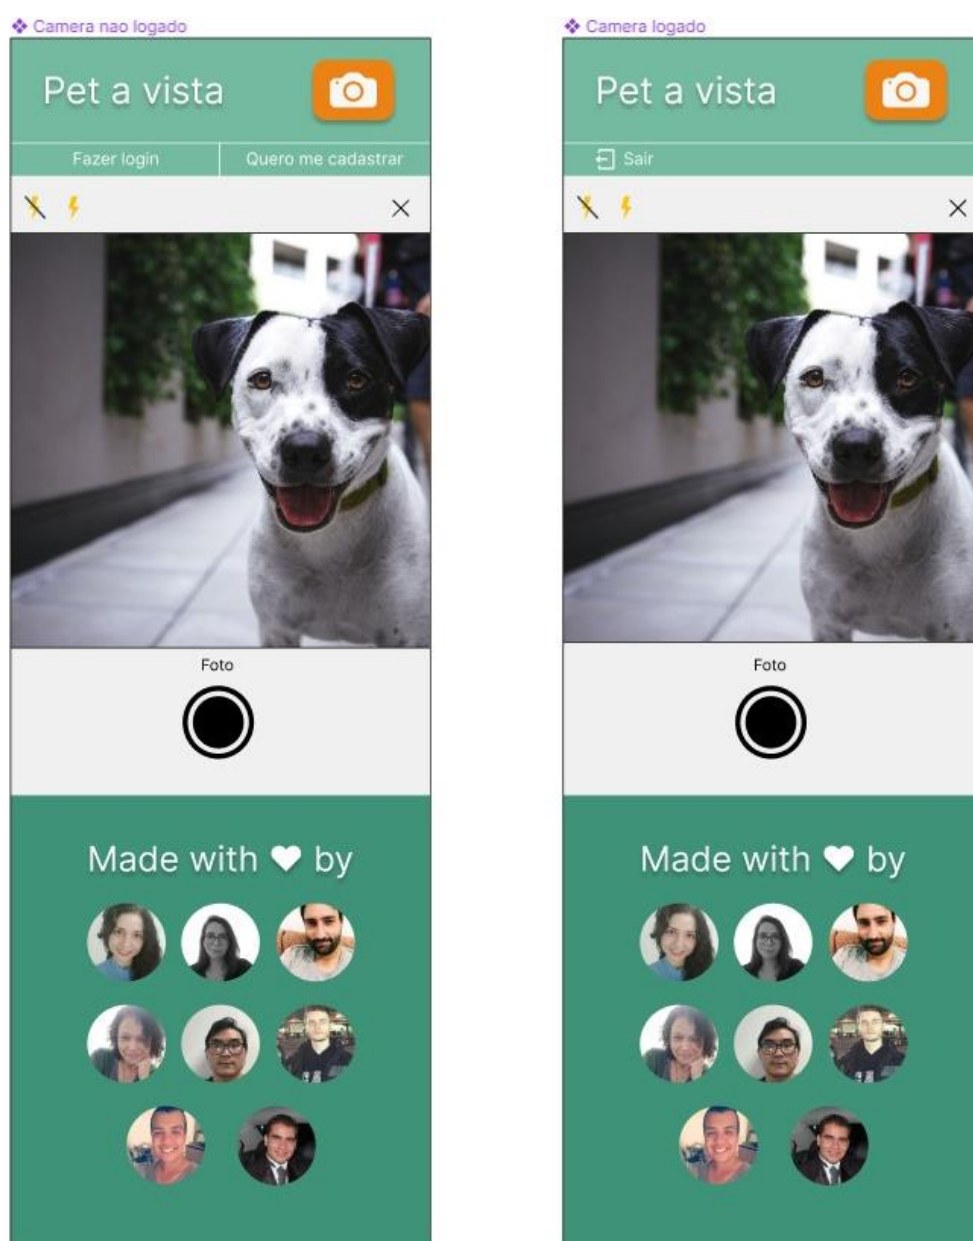 Camera nao logado
Pet a vista
Fazer login
Quero me cadastrar
Foto
Made with ♥ by
Camera logado
Pet a vista
Sair
Foto
Made with ♥ by